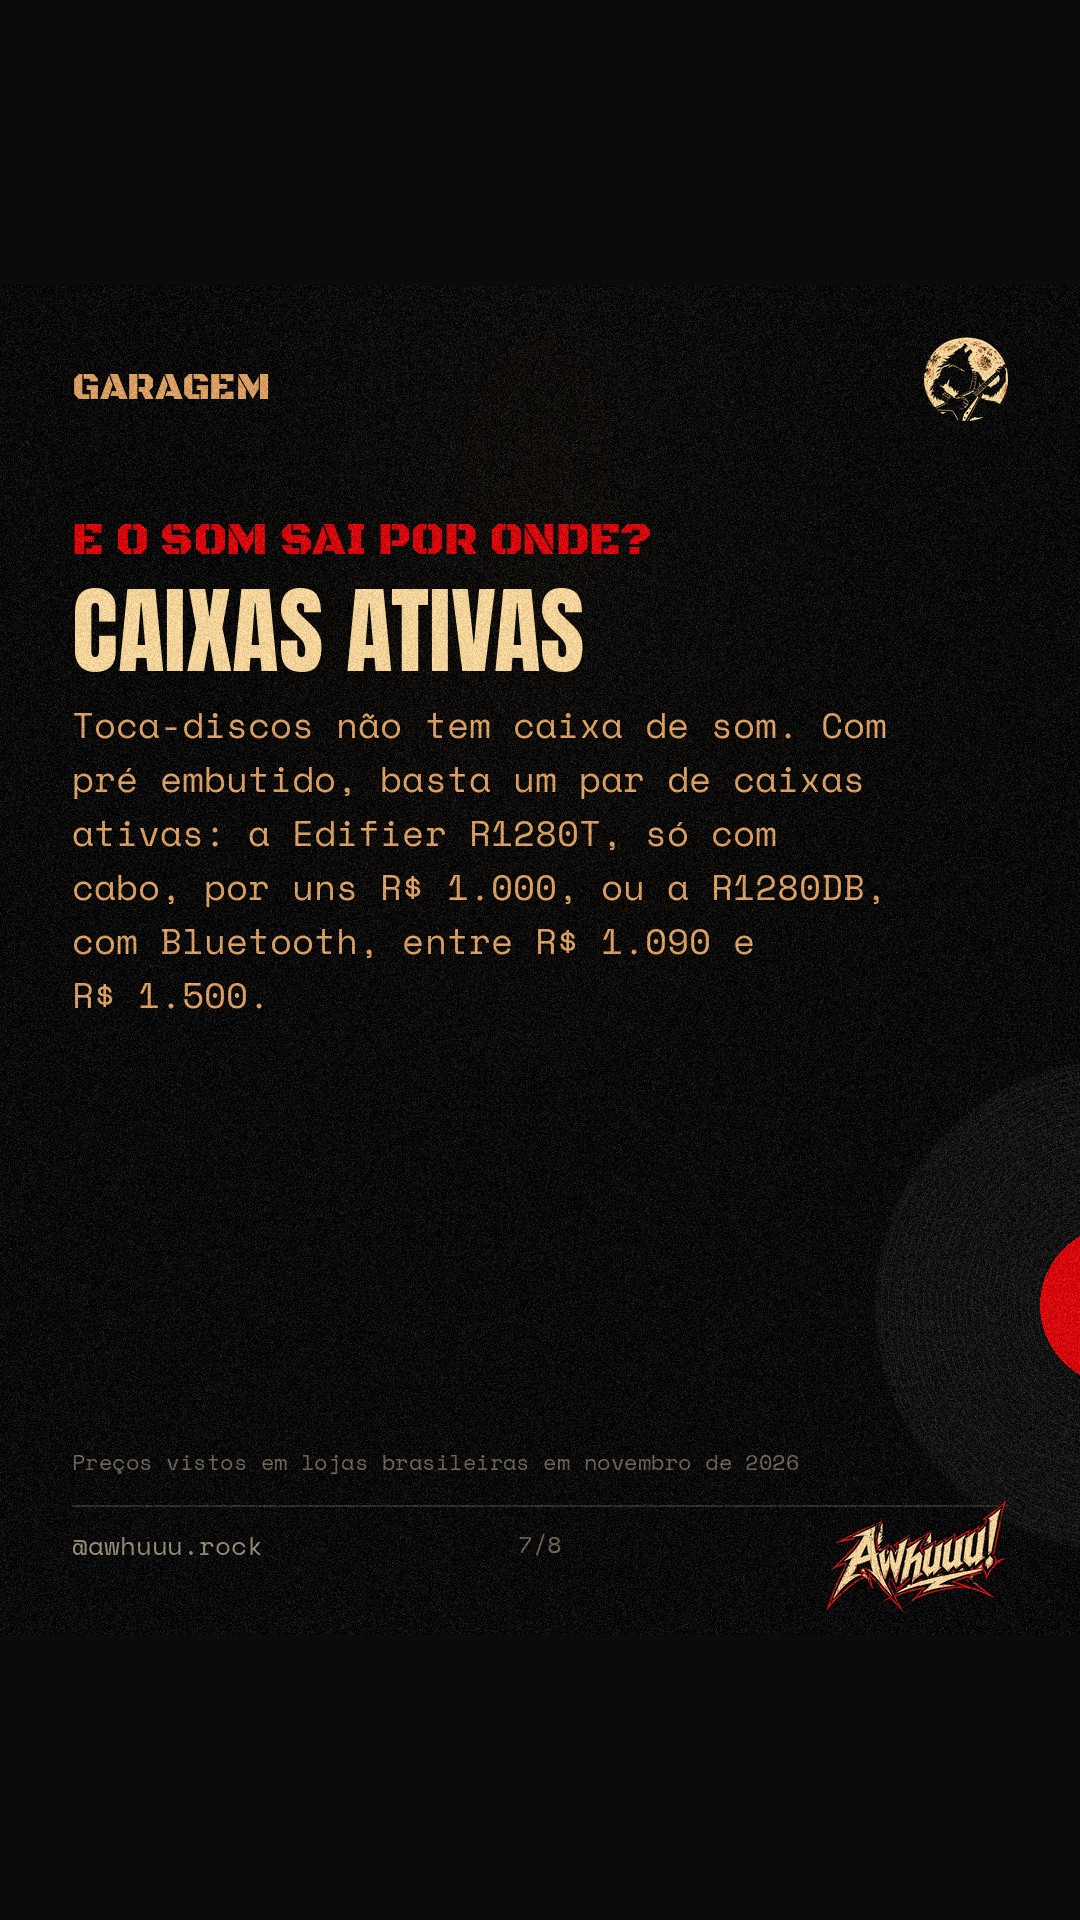 GARAGEM
E O SOM SAI POR ONDE?
CAIXAS ATIVAS
Toca-discos não tem caixa de som. Com
pré embutido, basta um par de caixas
ativas: a Edifier R1280T, só com
cabo, por uns R$ 1.000, ou a R1280DB,
com Bluetooth, entre R$ 1.090 e
R$ 1.500.
Preços vistos em lojas brasileiras em novembro de 2026
@awhuuu.rock
7/8
Awhuuu!